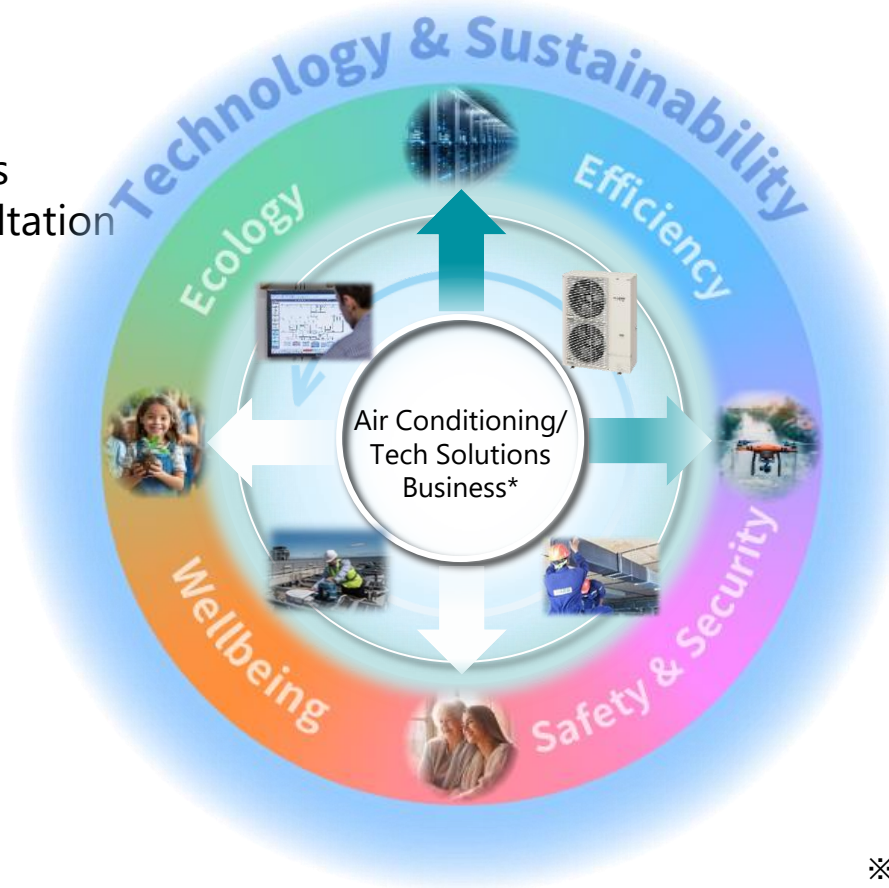 Technology & Sustainability
s
ltation
Ecology
Efficiency
Air Conditioning/
Tech Solutions
Business*
Wellbeing
Safety & Security
※